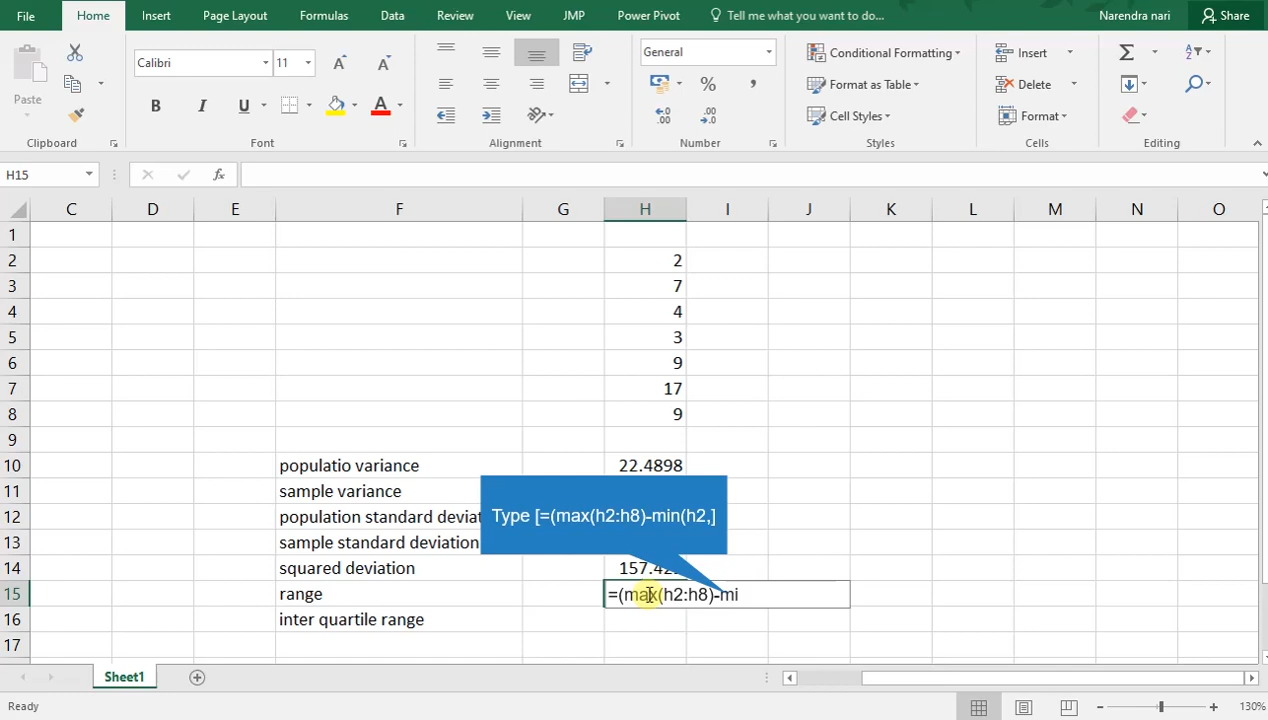 File Home Insert Page Layout Formulas Data Review View JMP Power Pivot Tell me what you want to do... Narendra nari Share
Paste
Calibri 11
B I U A
General
% ,
Conditional Formatting
Format as Table
Cell Styles
Insert
Delete
Format
Clipboard Font Alignment Number Styles Cells Editing
H15 fx
C D E F G H I J K L M N O
1
2 2
3 7
4 4
5 3
6 9
7 17
8 9
9
10 populatio variance 22.4898
11 sample variance
Type [=(max(h2:h8)-min(h2,]
12 population standard deviat
13 sample standard deviation
14 squared deviation 157.42
15 range =(max(h2:h8)-mi
16 inter quartile range
17
Sheet1
Ready 130%